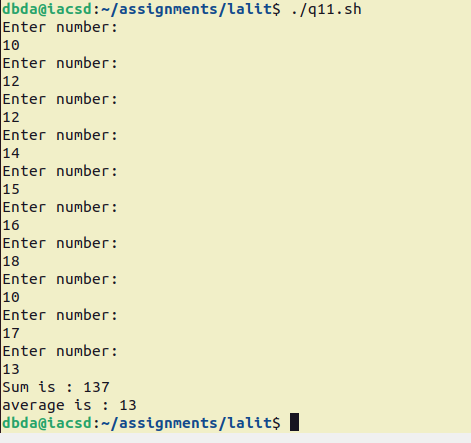 dbda@iacsd:~/assignments/lalit$ ./q11.sh
Enter number:
10
Enter number:
12
Enter number:
12
Enter number:
14
Enter number:
15
Enter number:
16
Enter number:
18
Enter number:
10
Enter number:
17
Enter number:
13
Sum is : 137
average is : 13
dbda@iacsd:~/assignments/lalit$